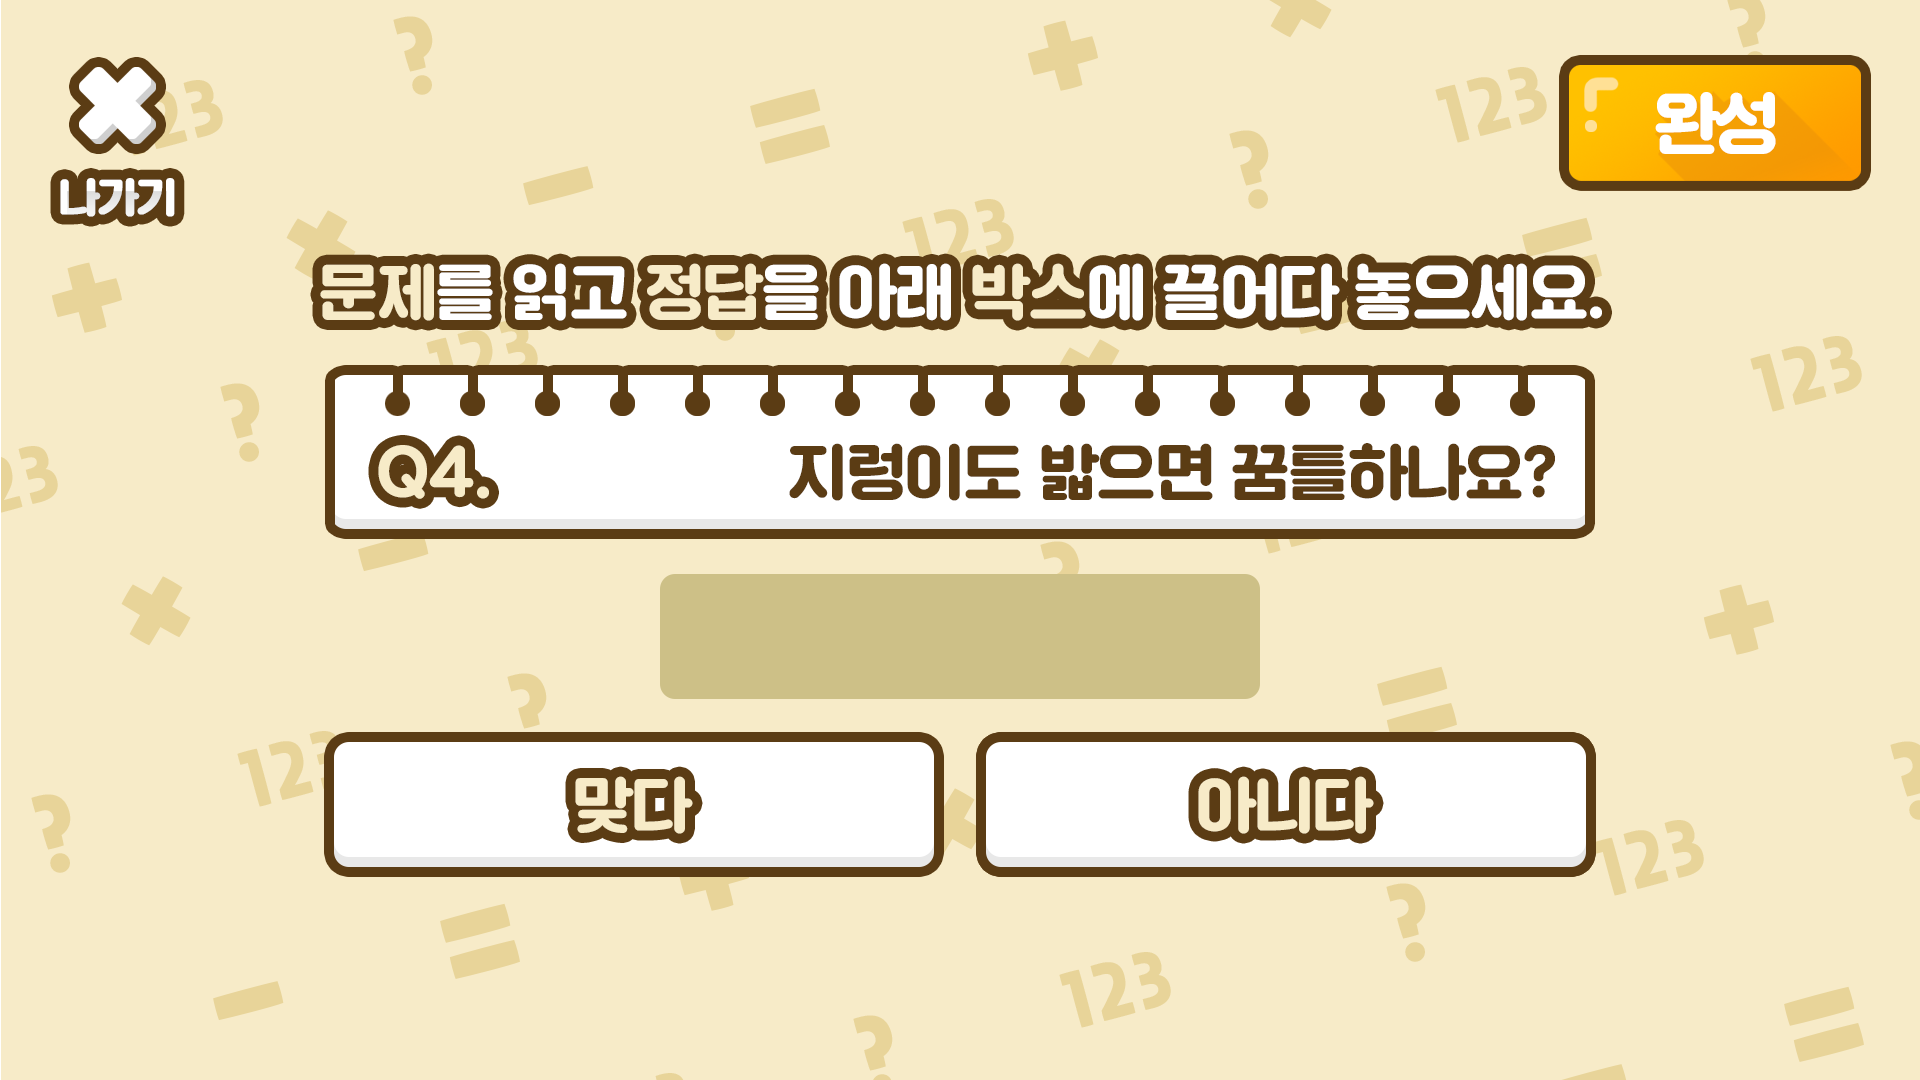 나가기
완성
문제를 읽고 정답을 아래 박스에 끌어다 놓으세요.
Q4. 지렁이도 밟으면 꿈틀하나요?
맞다
아니다